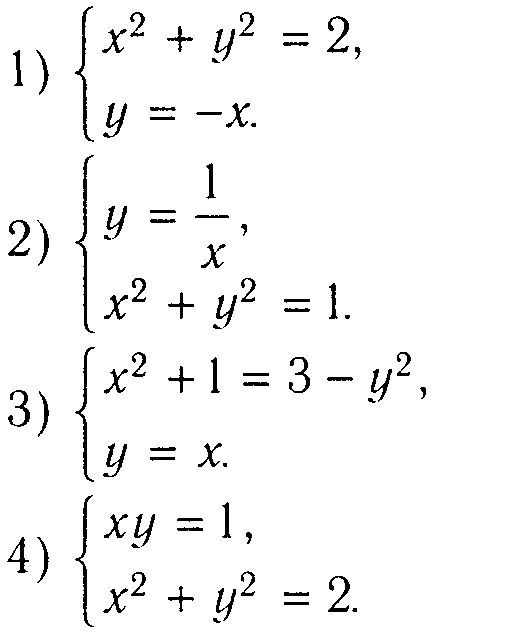 1) { x² + y² = 2,
y = −x.
2) { y = 1/x,
x² + y² = 1.
3) { x² + 1 = 3 − y²,
y = x.
4) { xy = 1,
x² + y² = 2.